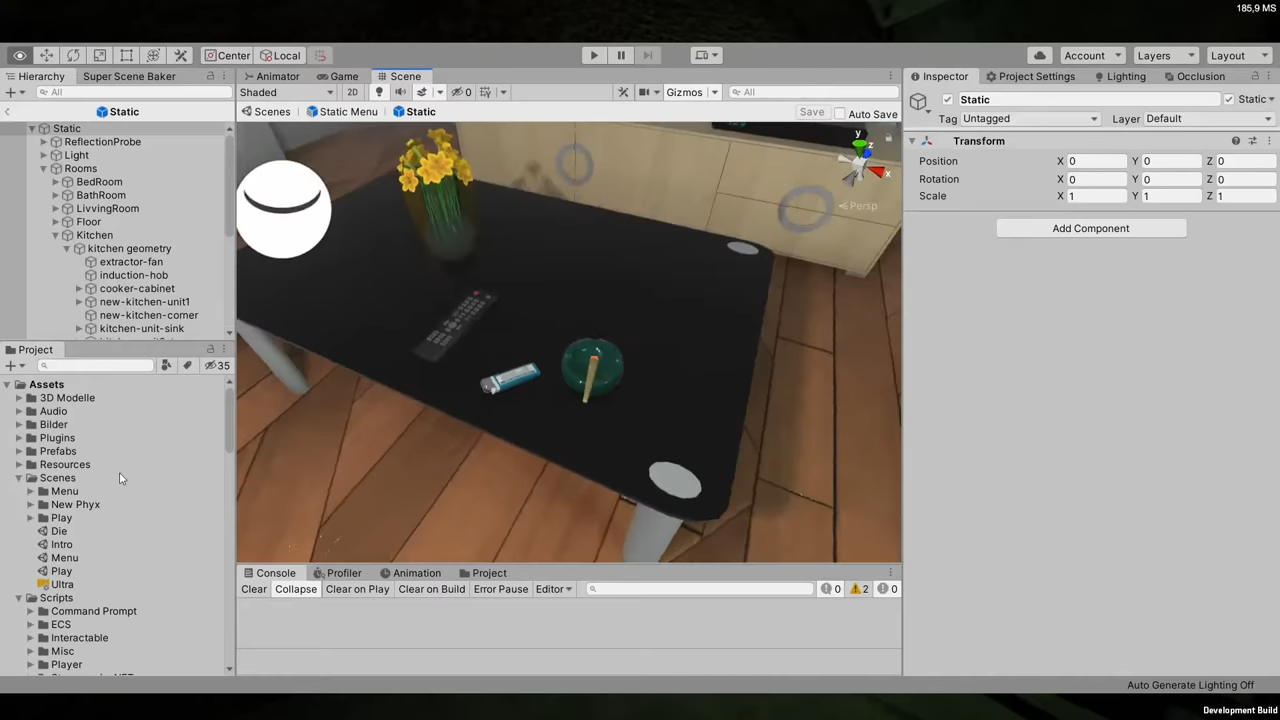 185,9 MS
Center
Local
Account
Layers
Layout
Hierarchy
Super Scene Baker
Animator
Game
Scene
Inspector
Project Settings
Lighting
Occlusion
All
Shaded
2D
0
Gizmos
All
Static
Static
Static
Scenes
Static Menu
Static
Save
Auto Save
Tag Untagged
Layer Default
Static
ReflectionProbe
Light
Rooms
BedRoom
BathRoom
LivvingRoom
Floor
Kitchen
kitchen geometry
extractor-fan
induction-hob
cooker-cabinet
new-kitchen-unit1
new-kitchen-corner
kitchen-unit-sink
y
z
x
Persp
Transform
Position X 0 Y 0 Z 0
Rotation X 0 Y 0 Z 0
Scale X 1 Y 1 Z 1
Add Component
Project
35
Assets
3D Modelle
Audio
Bilder
Plugins
Prefabs
Resources
Scenes
Menu
New Phyx
Play
Die
Intro
Menu
Play
Ultra
Scripts
Command Prompt
ECS
Interactable
Misc
Player
Console
Profiler
Animation
Project
Clear
Collapse
Clear on Play
Clear on Build
Error Pause
Editor
0
2
0
Auto Generate Lighting Off
Development Build